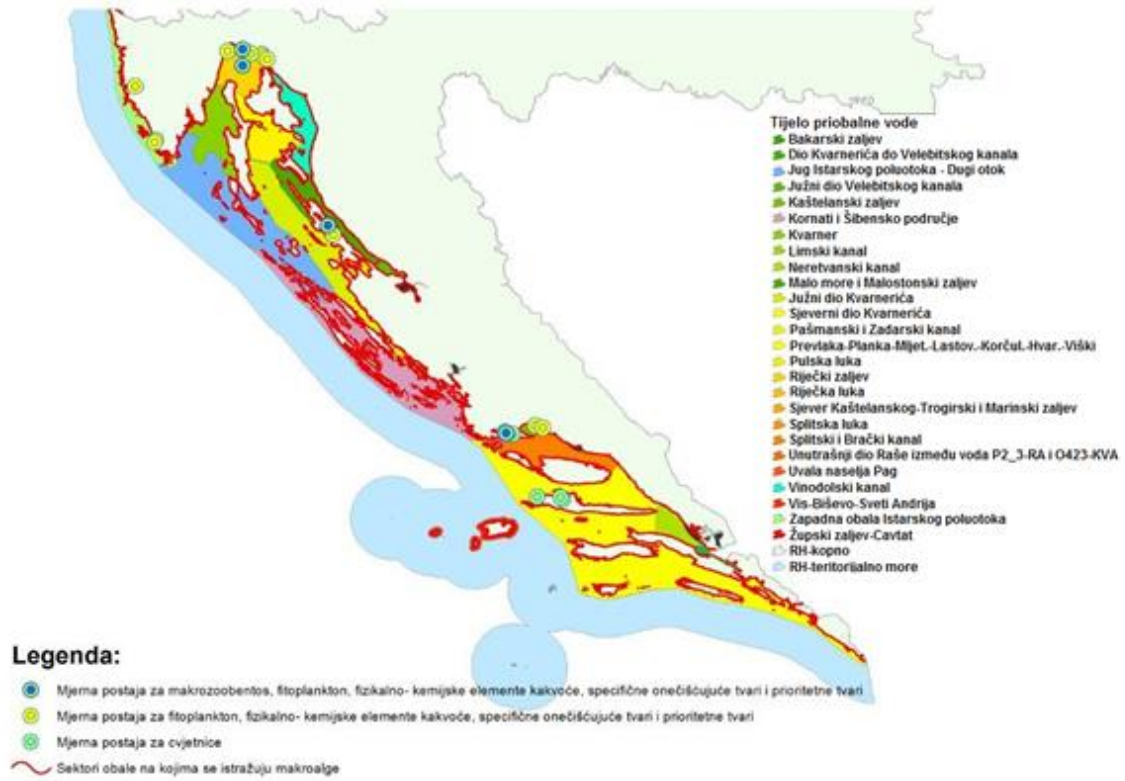 Tijelo priobalne vode
Bakarski zaljev
Dio Kvarnerića do Velebitskog kanala
Jug Istarskog poluotoka - Dugi otok
Južni dio Velebitskog kanala
Kaštelanski zaljev
Kornati i Šibensko područje
Kvarner
Limski kanal
Neretvanski kanal
Malo more i Malostonski zaljev
Južni dio Kvarnerića
Sjeverni dio Kvarnerića
Pašmanski i Zadarski kanal
Prevlaka-Planka-Mljet.-Lastov.-Korčul.-Hvar.-Viški
Pulska luka
Riječki zaljev
Riječka luka
Sjever Kaštelanskog-Trogirski i Marinski zaljev
Splitska luka
Splitski i Brački kanal
Unutrašnji dio Raše između voda P2_3-RA i O423-KVA
Uvala naselja Pag
Vinodolski kanal
Vis-Biševo-Sveti Andrija
Zapadna obala Istarskog poluotoka
Župski zaljev-Cavtat
RH-kopno
RH-teritorijalno more
Legenda:
Mjerna postaja za makrozoobentos, fitoplankton, fizikalno- kemijske elemente kakvoće, specifične onečišćujuće tvari i prioritetne tvari
Mjerna postaja za fitoplankton, fizikalno- kemijske elemente kakvoće, specifične onečišćujuće tvari i prioritetne tvari
Mjerna postaja za cvjetnice
Sektori obale na kojima se istražuju makroalge